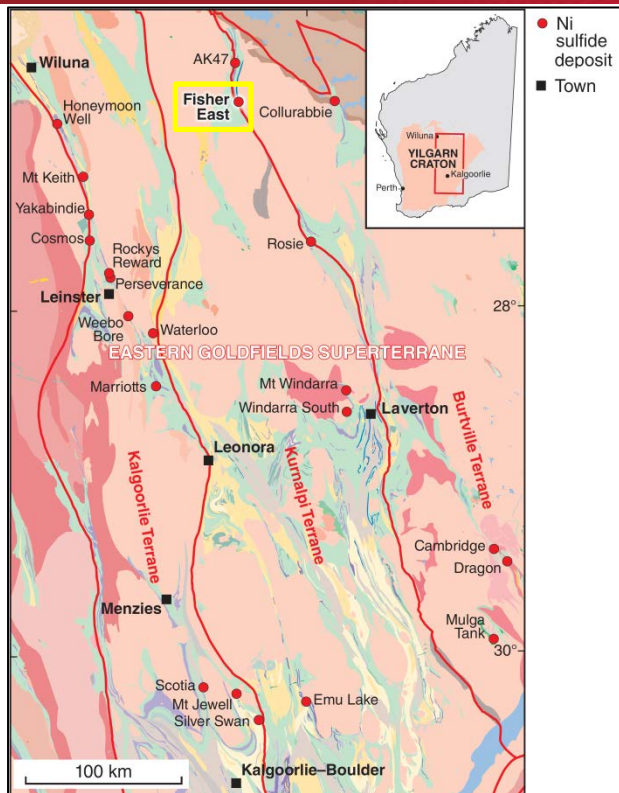 Ni
sulfide
deposit
Town
Wiluna
AK47
Honeymoon
Well
Fisher
East
Collurabbie
Wiluna
YILGARN
CRATON
Kalgoorlie
Perth
Mt Keith
Yakabindie
Cosmos
Rosie
Rockys
Reward
Perseverance
Leinster
28°
Weebo
Bore
Waterloo
EASTERN GOLDFIELDS SUPERTERRANE
Marriotts
Mt Windarra
Windarra South
Laverton
Leonora
Kalgoorlie Terrane
Kurnalpi Terrane
Burtville Terrane
Cambridge
Dragon
Menzies
Mulga
Tank
30°
Scotia
Mt Jewell
Silver Swan
Emu Lake
100 km
Kalgoorlie–Boulder